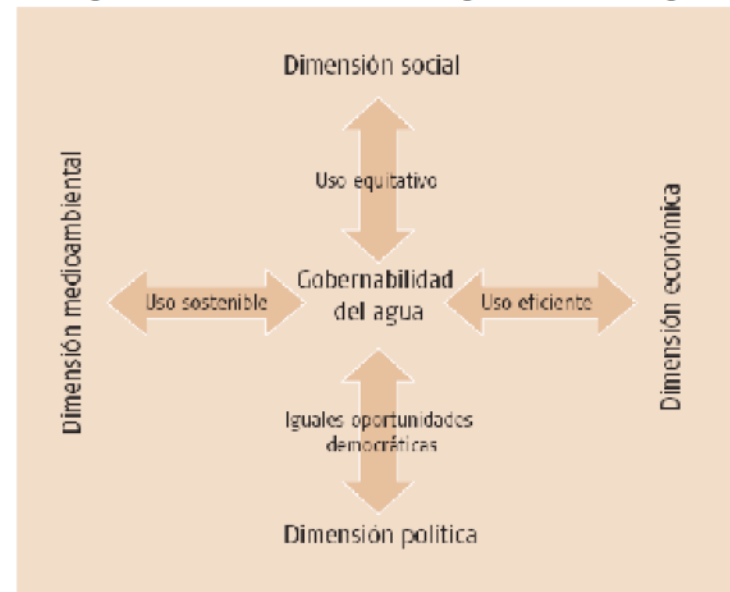 Dimensión social
Uso equitativo
Dimensión medioambiental
Uso sostenible
Gobernabilidad
del agua
Uso eficiente
Dimensión económica
Iguales oportunidades
democráticas
Dimensión política